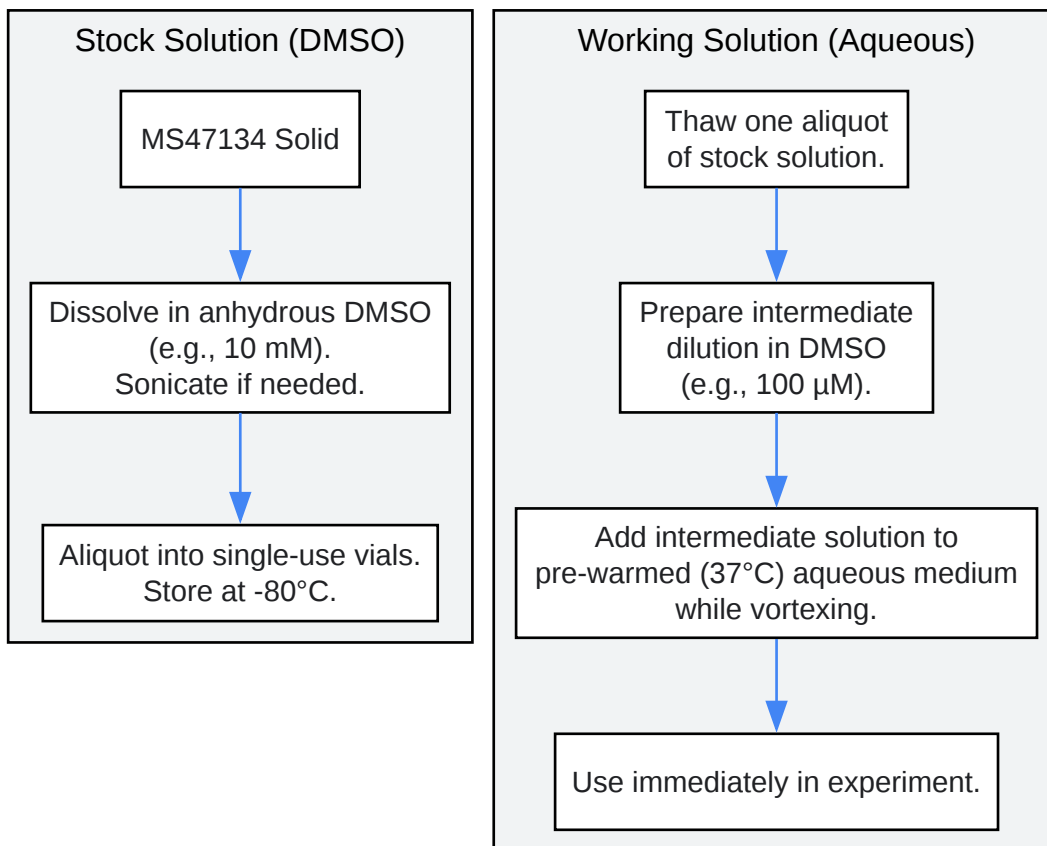 Stock Solution (DMSO)
MS47134 Solid
Dissolve in anhydrous DMSO
(e.g., 10 mM).
Sonicate if needed.
Aliquot into single-use vials.
Store at -80°C.
Working Solution (Aqueous)
Thaw one aliquot
of stock solution.
Prepare intermediate
dilution in DMSO
(e.g., 100 µM).
Add intermediate solution to
pre-warmed (37°C) aqueous medium
while vortexing.
Use immediately in experiment.